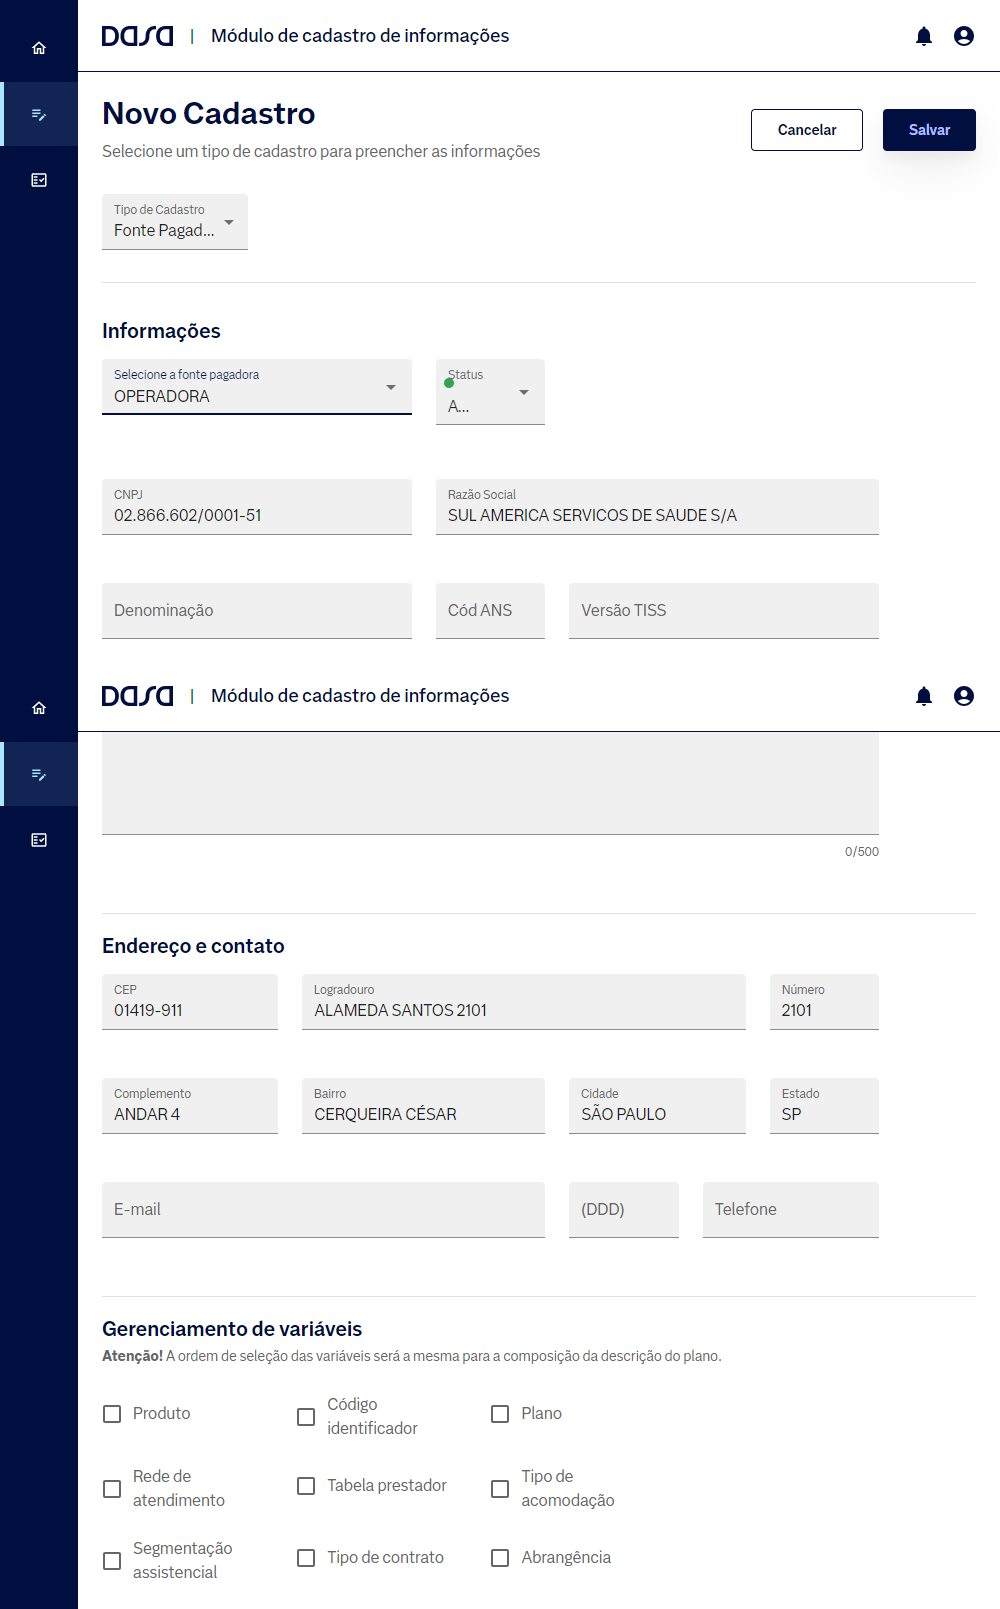 Dasa | Módulo de cadastro de informações
Novo Cadastro
Cancelar
Salvar
Selecione um tipo de cadastro para preencher as informações
Tipo de Cadastro
Fonte Pagad...
Informações
Selecione a fonte pagadora
OPERADORA
Status
A...
CNPJ
02.866.602/0001-51
Razão Social
SUL AMERICA SERVICOS DE SAUDE S/A
Denominação
Cód ANS
Versão TISS
Dasa | Módulo de cadastro de informações
0/500
Endereço e contato
CEP
01419-911
Logradouro
ALAMEDA SANTOS 2101
Número
2101
Complemento
ANDAR 4
Bairro
CERQUEIRA CÉSAR
Cidade
SÃO PAULO
Estado
SP
E-mail
(DDD)
Telefone
Gerenciamento de variáveis
Atenção! A ordem de seleção das variáveis será a mesma para a composição da descrição do plano.
Produto
Código
identificador
Plano
Rede de
atendimento
Tabela prestador
Tipo de
acomodação
Segmentação
assistencial
Tipo de contrato
Abrangência